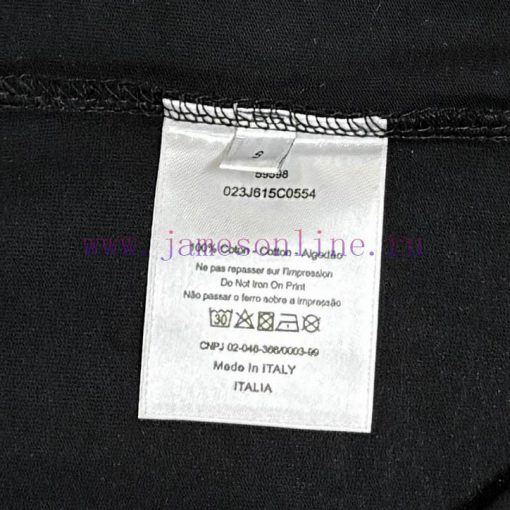 S
59598
023J615C0554
www.jamesonline.ru
100% Coton - Cotton - Algodão
Ne pas repasser sur l'impression
Do Not Iron On Print
Não passar o ferro sobre a impressão
30
CNPJ 02-046-366/0003-99
Made In ITALY
ITALIA